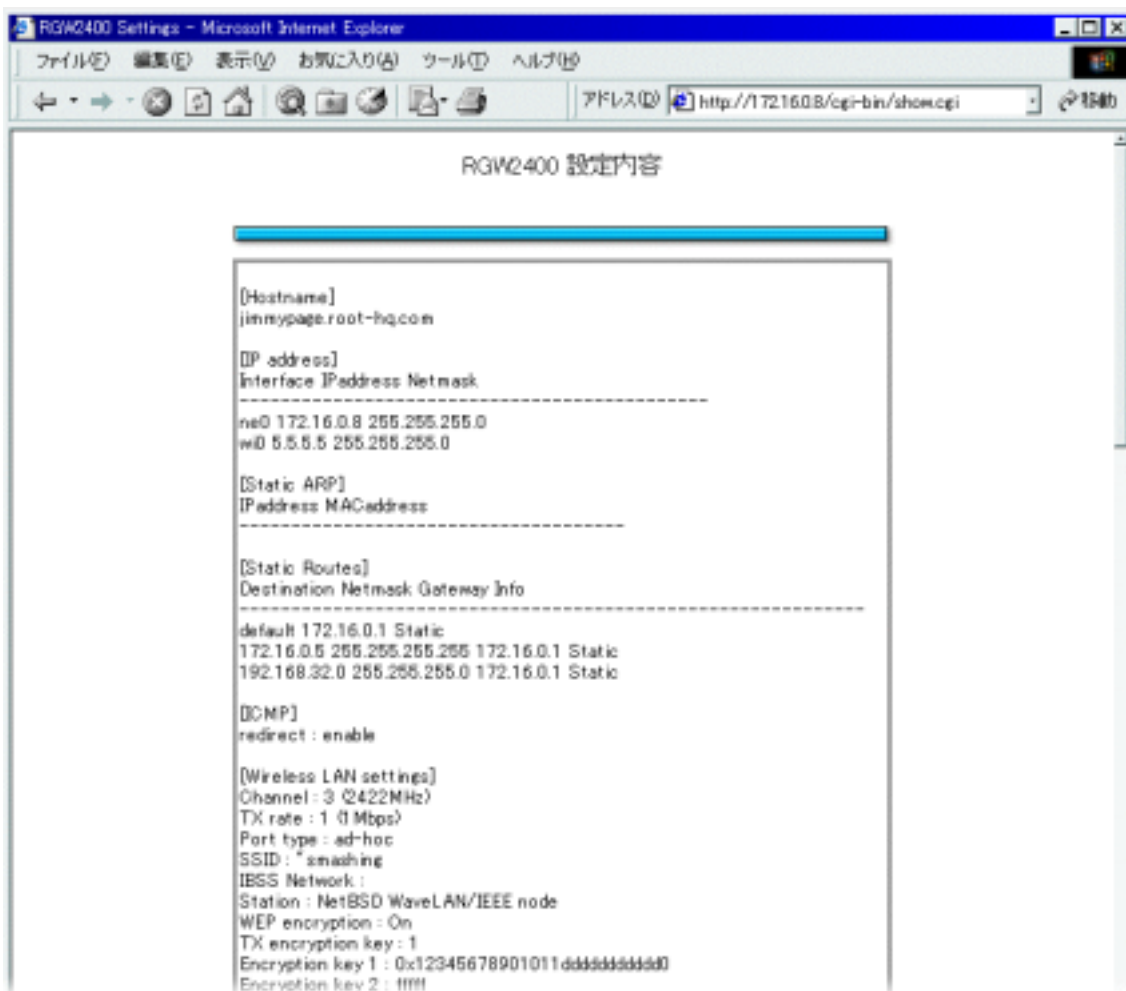 RGW2400 Settings - Microsoft Internet Explorer
ファイル(F) 編集(E) 表示(V) お気に入り(A) ツール(T) ヘルプ(H)
アドレス(D) http://172.16.0.8/cgi-bin/show.cgi 移動
RGW2400 設定内容
[Hostname]
jimmypage.root-hq.com
[IP address]
Interface IPaddress Netmask
---------------------------------------------
ne0 172.16.0.8 255.255.255.0
wi0 5.5.5.5 255.255.255.0
[Static ARP]
IPaddress MACaddress
-------------------------------------
[Static Routes]
Destination Netmask Gateway Info
------------------------------------------------------------
default 172.16.0.1 Static
172.16.0.5 255.255.255.255 172.16.0.1 Static
192.168.32.0 255.255.255.0 172.16.0.1 Static
[ICMP]
redirect : enable
[Wireless LAN settings]
Channel : 3 (2422MHz)
TX rate : 1 (1Mbps)
Port type : ad-hoc
SSID : "smashing
IBSS Network :
Station : NetBSD WaveLAN/IEEE node
WEP encryption : On
TX encryption key : 1
Encryption key 1 : 0x12345678901011ddddddddddd0
Encryption key 2 : fffff